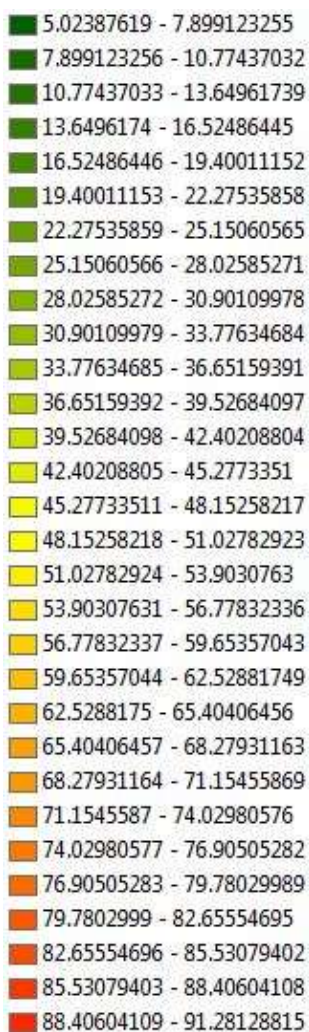 5.02387619 - 7.899123255
7.899123256 - 10.77437032
10.77437033 - 13.64961739
13.6496174 - 16.52486445
16.52486446 - 19.40011152
19.40011153 - 22.27535858
22.27535859 - 25.15060565
25.15060566 - 28.02585271
28.02585272 - 30.90109978
30.90109979 - 33.77634684
33.77634685 - 36.65159391
36.65159392 - 39.52684097
39.52684098 - 42.40208804
42.40208805 - 45.2773351
45.27733511 - 48.15258217
48.15258218 - 51.02782923
51.02782924 - 53.9030763
53.90307631 - 56.77832336
56.77832337 - 59.65357043
59.65357044 - 62.52881749
62.5288175 - 65.40406456
65.40406457 - 68.27931163
68.27931164 - 71.15455869
71.1545587 - 74.02980576
74.02980577 - 76.90505282
76.90505283 - 79.78029989
79.7802999 - 82.65554695
82.65554696 - 85.53079402
85.53079403 - 88.40604108
88.40604109 - 91.28128815